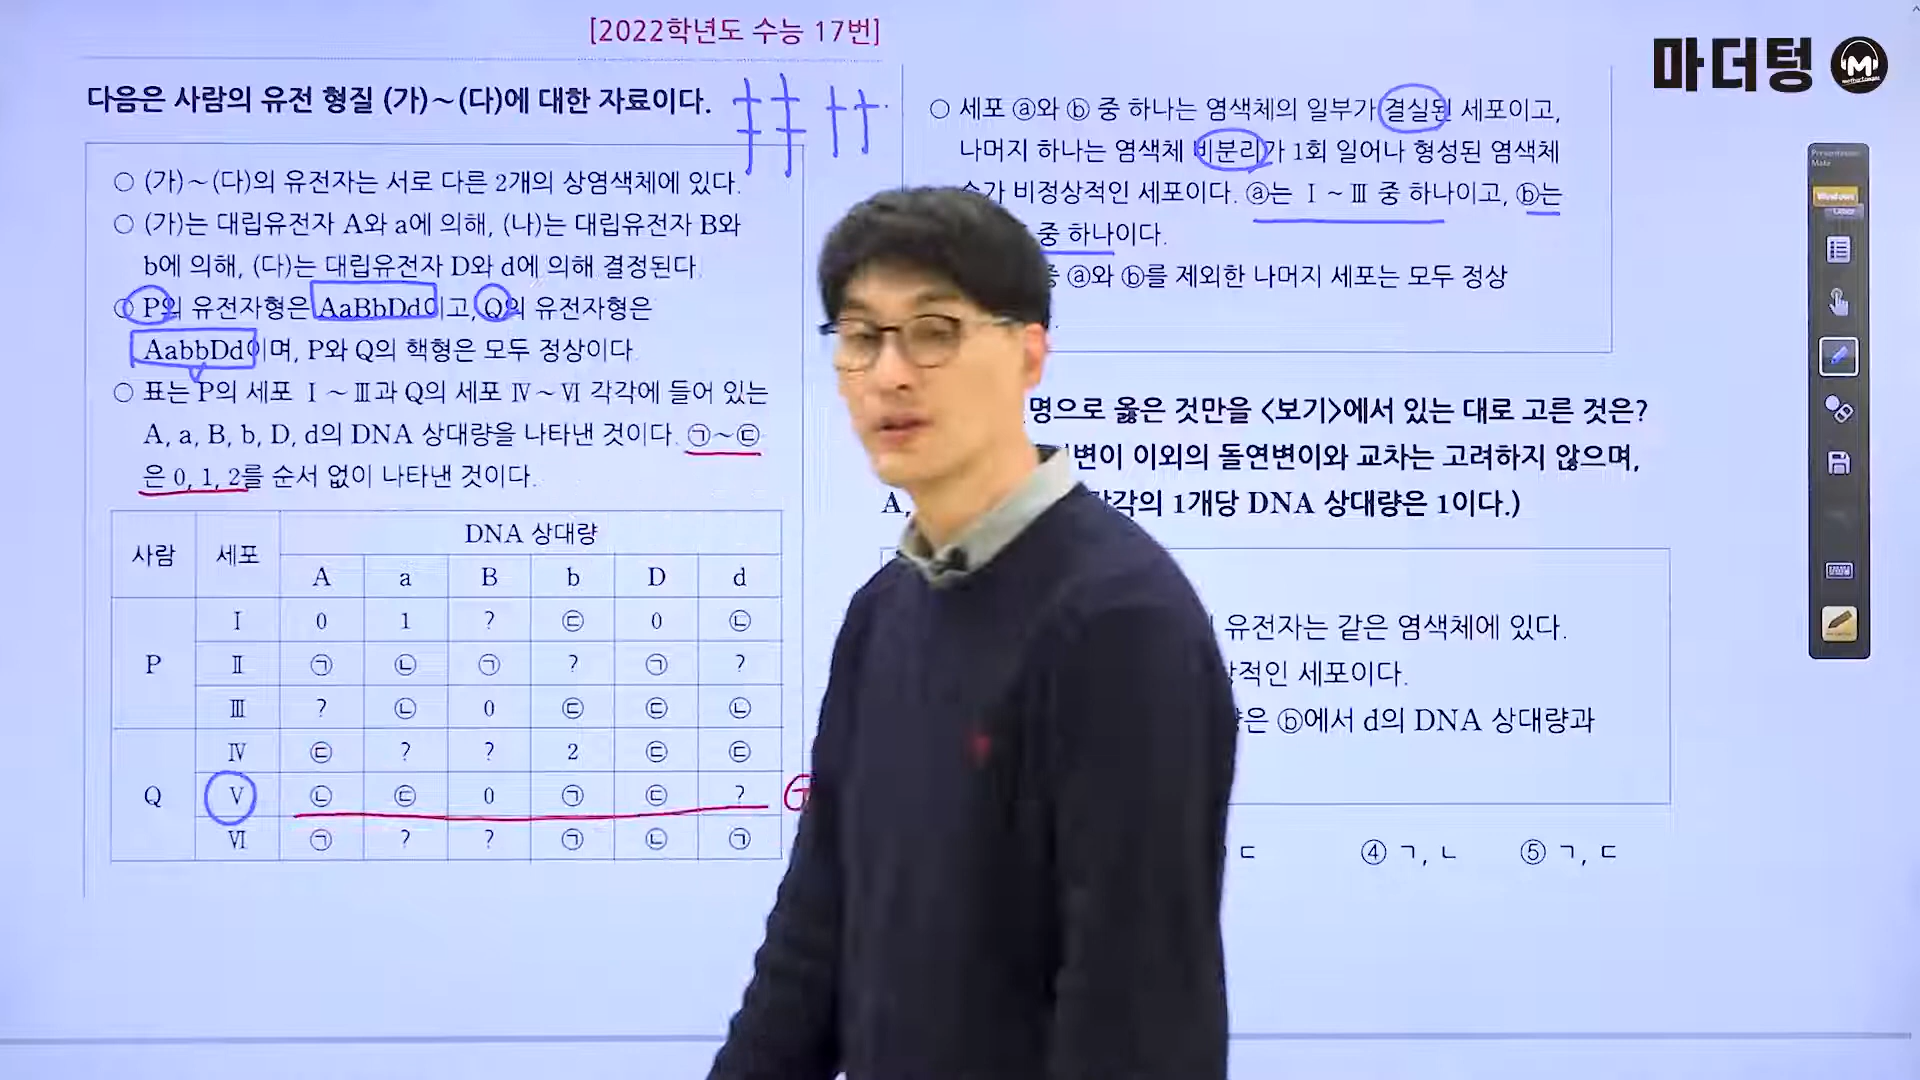 [2022학년도 수능 17번]
마더텅
다음은 사람의 유전 형질 (가)~(다)에 대한 자료이다.
○ (가)~(다)의 유전자는 서로 다른 2개의 상염색체에 있다.
○ (가)는 대립유전자 A와 a에 의해, (나)는 대립유전자 B와
b에 의해, (다)는 대립유전자 D와 d에 의해 결정된다.
○ P의 유전자형은 AaBbDd이고, Q의 유전자형은
AabbDd이며, P와 Q의 핵형은 모두 정상이다.
○ 표는 P의 세포 Ⅰ~Ⅲ과 Q의 세포 Ⅳ~Ⅵ 각각에 들어 있는
A, a, B, b, D, d의 DNA 상대량을 나타낸 것이다. ㉠~㉢
은 0, 1, 2를 순서 없이 나타낸 것이다.
사람 세포 DNA 상대량
A a B b D d
P Ⅰ 0 1 ? ㉢ 0 ㉡
Ⅱ ㉠ ㉡ ㉠ ? ㉠ ?
Ⅲ ? ㉡ 0 ㉢ ㉢ ㉡
Q Ⅳ ㉢ ? ? 2 ㉢ ㉢
Ⅴ ㉡ ㉢ 0 ㉠ ㉢ ?
Ⅵ ㉠ ? ? ㉠ ㉡ ㉠
○ 세포 ⓐ와 ⓑ 중 하나는 염색체의 일부가 결실된 세포이고,
나머지 하나는 염색체 비분리가 1회 일어나 형성된 염색체
수가 비정상적인 세포이다. ⓐ는 Ⅰ~Ⅲ 중 하나이고, ⓑ는
중 하나이다.
ⓐ와 ⓑ를 제외한 나머지 세포는 모두 정상
명으로 옳은 것만을 <보기>에서 있는 대로 고른 것은?
이외의 돌연변이와 교차는 고려하지 않으며,
A, 각각의 1개당 DNA 상대량은 1이다.)
유전자는 같은 염색체에 있다.
적인 세포이다.
은 ⓑ에서 d의 DNA 상대량과
ㄷ ④ ㄱ, ㄴ ⑤ ㄱ, ㄷ